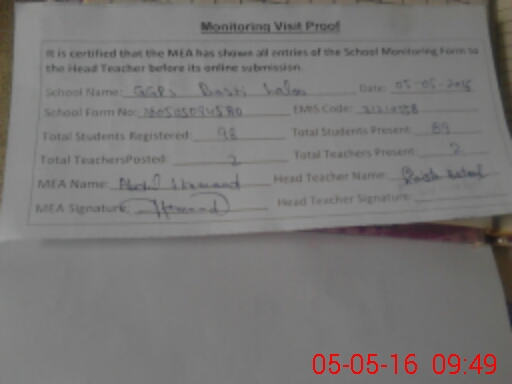 Monitoring Visit Proof
It is certified that the MEA has shown all entries of the School Monitoring Form to
the Head Teacher before its online submission.
School Name: GGPS Basti Date: 05-05-
School Form No: EMIS Code:
Total Students Registered: 98 Total Students Present: 89
Total TeachersPosted: 2 Total Teachers Present: 2
MEA Name: Head Teacher Name:
MEA Signature: Head Teacher Signature:
05-05-16 09:49